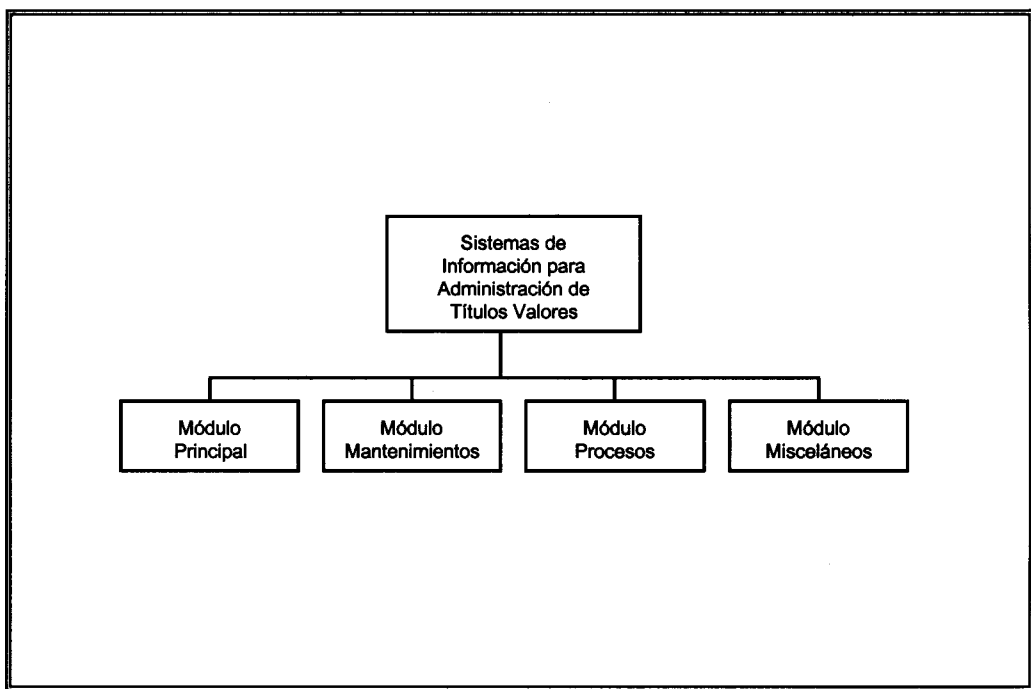 Sistemas de
Información para
Administración de
Títulos Valores
Módulo
Principal
Módulo
Mantenimientos
Módulo
Procesos
Módulo
Misceláneos